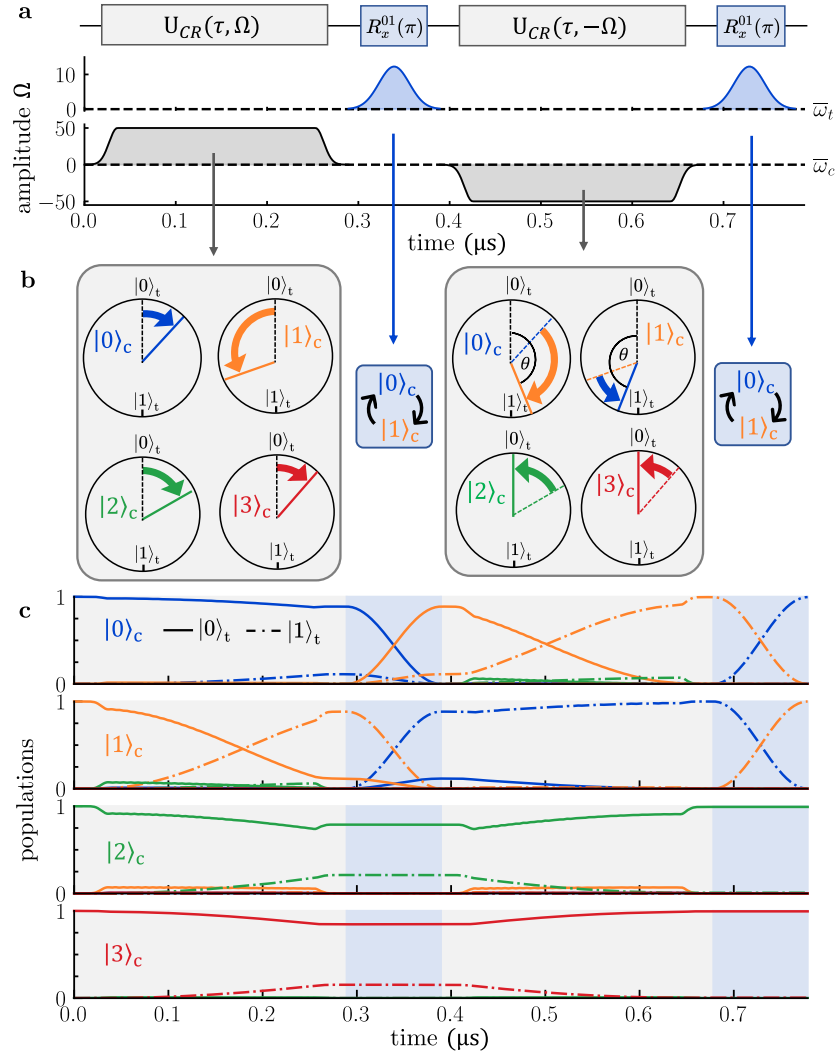 a
U_CR(τ, Ω) R_x^01(π) U_CR(τ, −Ω) R_x^01(π)
amplitude Ω
10
0
ω̅_t
50
0
−50
ω̅_c
0.0 0.1 0.2 0.3 0.4 0.5 0.6 0.7
time (μs)
b
|0⟩_t |0⟩_t |0⟩_t |0⟩_t
|0⟩_c |1⟩_c |0⟩_c θ θ |1⟩_c
|1⟩_t |1⟩_t |1⟩_t |1⟩_t
|0⟩_c |0⟩_c
|1⟩_c |1⟩_c
|0⟩_t |0⟩_t |0⟩_t |0⟩_t
|2⟩_c |3⟩_c |2⟩_c |3⟩_c
|1⟩_t |1⟩_t |1⟩_t |1⟩_t
c
populations
1
|0⟩_c |0⟩_t |1⟩_t
0
1
|1⟩_c
0
1
|2⟩_c
0
1
|3⟩_c
0
0.0 0.1 0.2 0.3 0.4 0.5 0.6 0.7
time (μs)